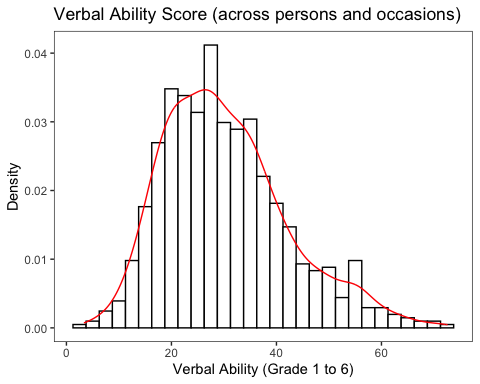 Verbal Ability Score (across persons and occasions)
0.04
0.03
0.02
0.01
0.00
Density
0 20 40 60
Verbal Ability (Grade 1 to 6)